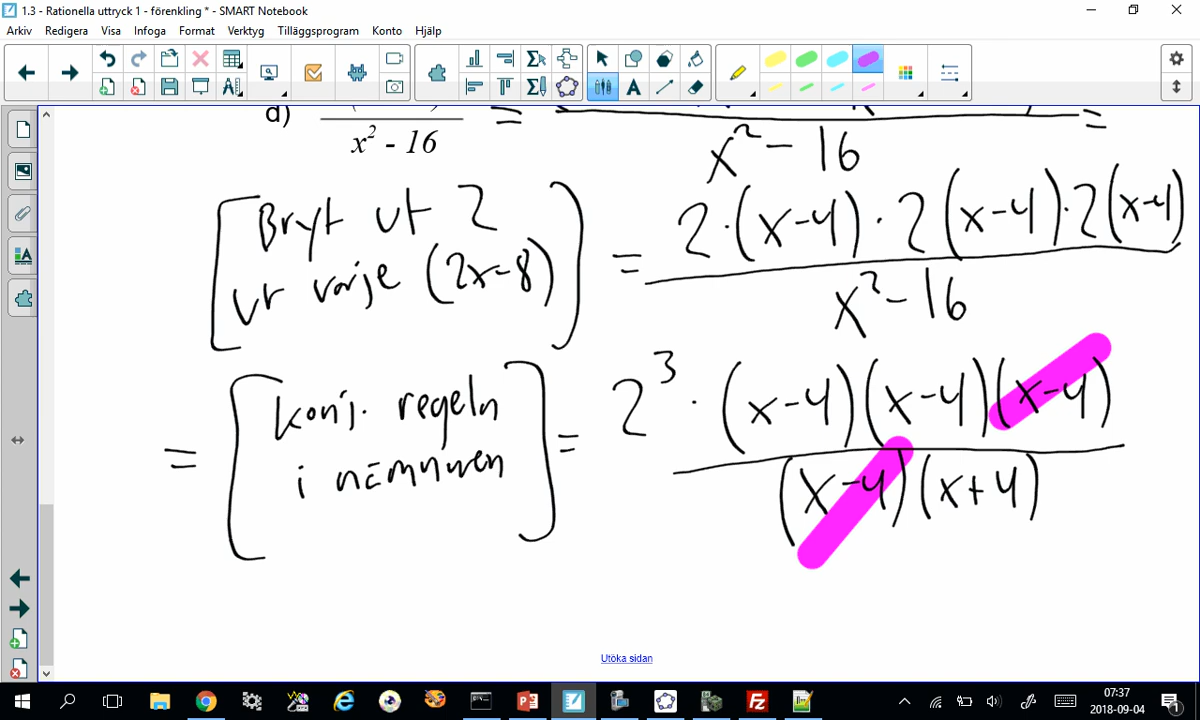 1.3 - Rationella uttryck 1 - förenkling * - SMART Notebook
Arkiv Redigera Visa Infoga Format Verktyg Tilläggsprogram Konto Hjälp
d)
=
x² - 16
x² - 16
=
[Bryt ut 2
ur varje (2x-8)]
= 2·(x-4)·2(x-4)·2(x-4)
x² - 16
= [Konj. regeln
i nämnaren]
= 2³ · (x-4)(x-4)(x-4)
(x-4)(x+4)
Utöka sidan
07:37
2018-09-04
1